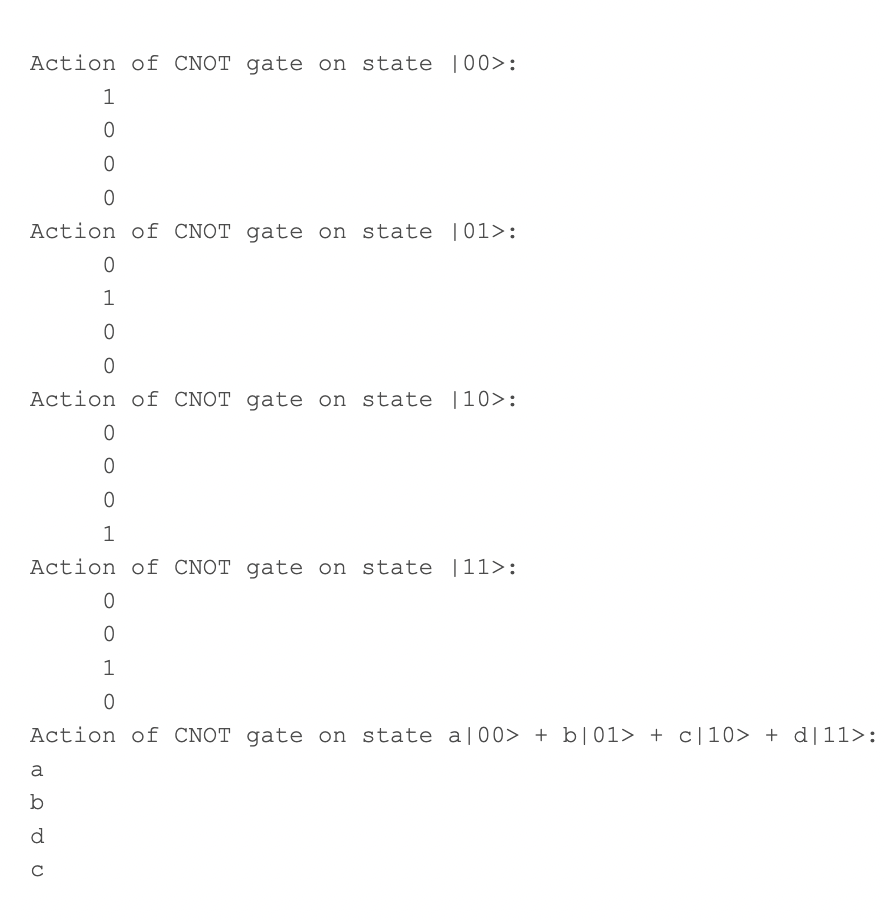 Action of CNOT gate on state |00>:
1
0
0
0
Action of CNOT gate on state |01>:
0
1
0
0
Action of CNOT gate on state |10>:
0
0
0
1
Action of CNOT gate on state |11>:
0
0
1
0
Action of CNOT gate on state a|00> + b|01> + c|10> + d|11>:
a
b
d
c